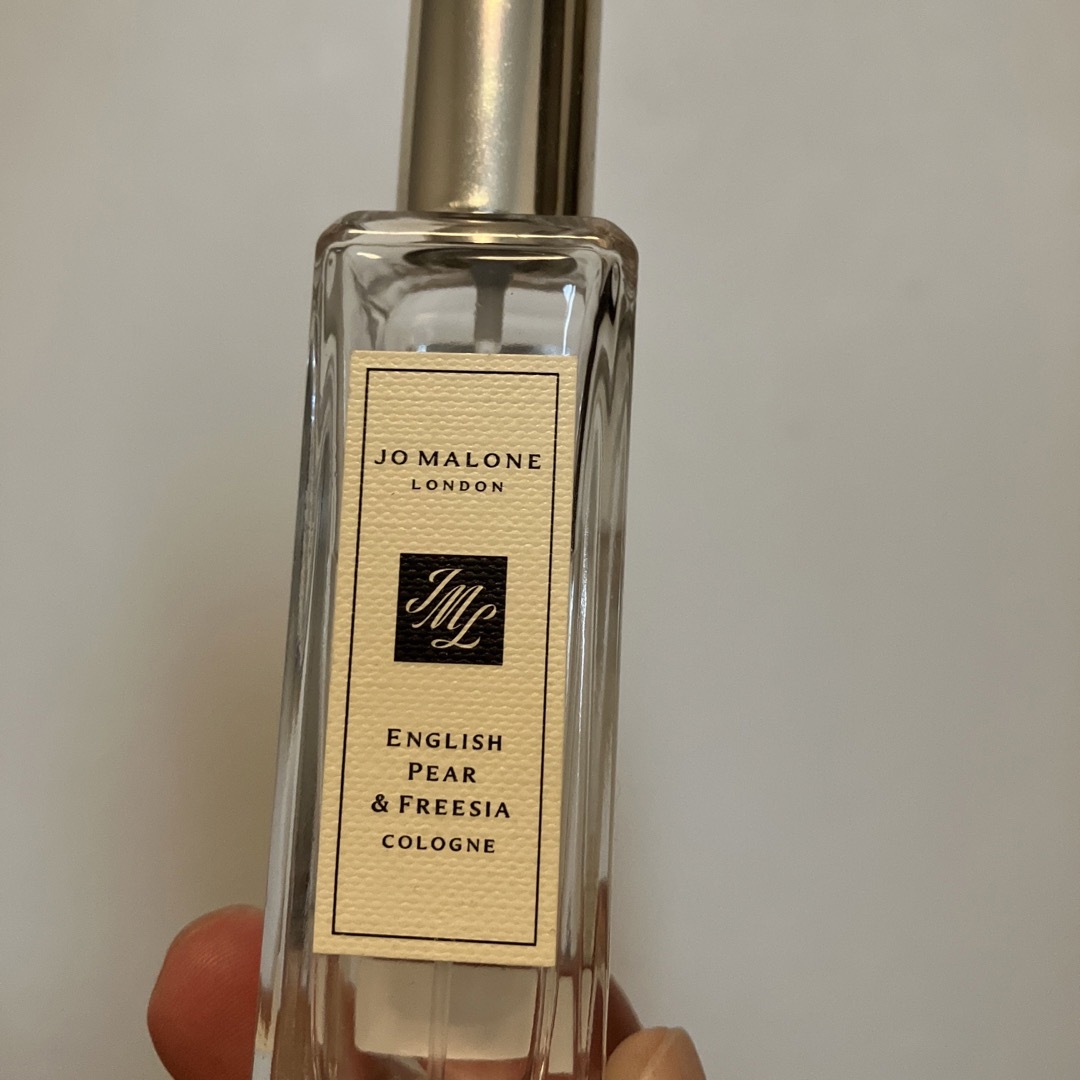 JO MALONE
LONDON
JML
ENGLISH
PEAR
& FREESIA
COLOGNE